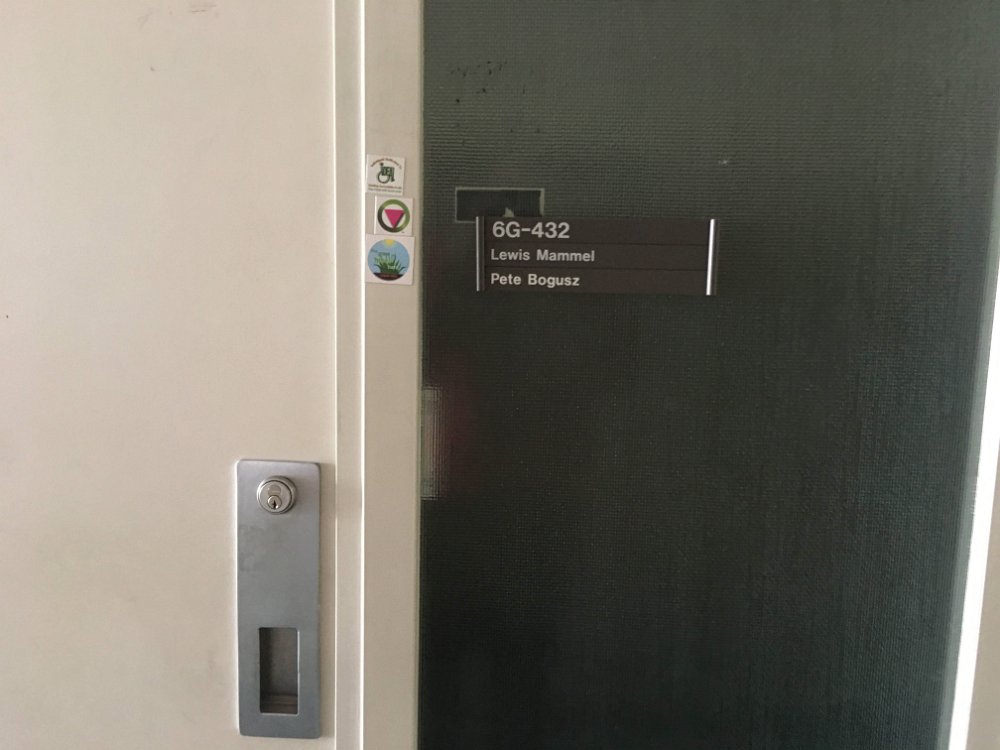 6G-432
Lewis Mammel
Pete Bogusz